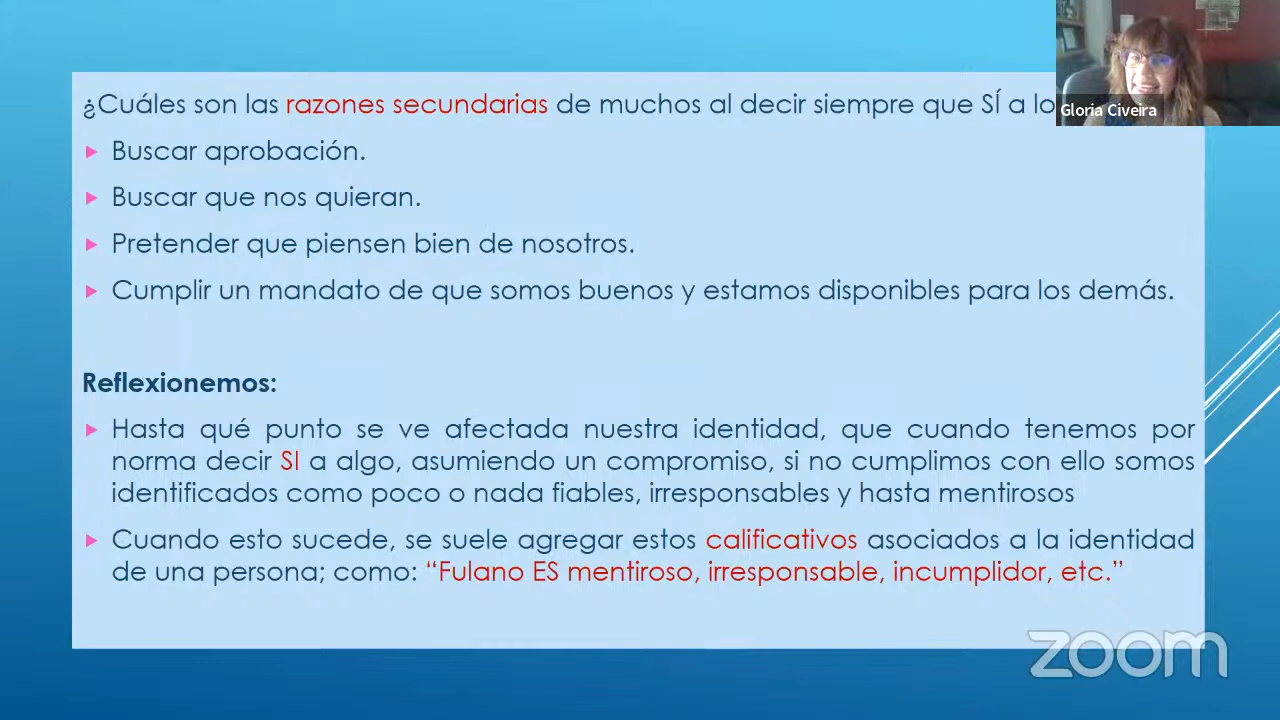 ¿Cuáles son las razones secundarias de muchos al decir siempre que SÍ a
Gloria Civeira
Buscar aprobación.
Buscar que nos quieran.
Pretender que piensen bien de nosotros.
Cumplir un mandato de que somos buenos y estamos disponibles para los demás.
Reflexionemos:
Hasta qué punto se ve afectada nuestra identidad, que cuando tenemos por
norma decir SI a algo, asumiendo un compromiso, si no cumplimos con ello somos
identificados como poco o nada fiables, irresponsables y hasta mentirosos
Cuando esto sucede, se suele agregar estos calificativos asociados a la identidad
de una persona; como: “Fulano ES mentiroso, irresponsable, incumplidor, etc.”
zoom